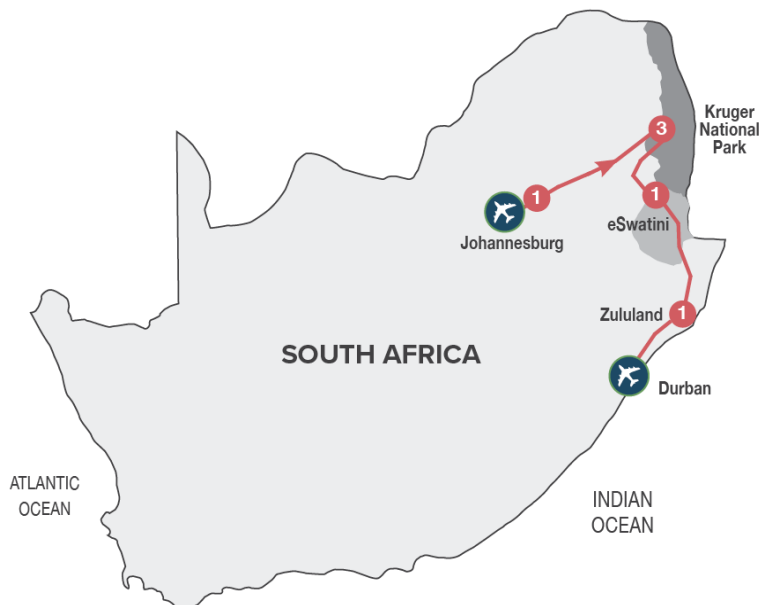 Kruger
National
Park
3
1
1
eSwatini
Johannesburg
Zululand
1
SOUTH AFRICA
Durban
ATLANTIC
OCEAN
INDIAN
OCEAN